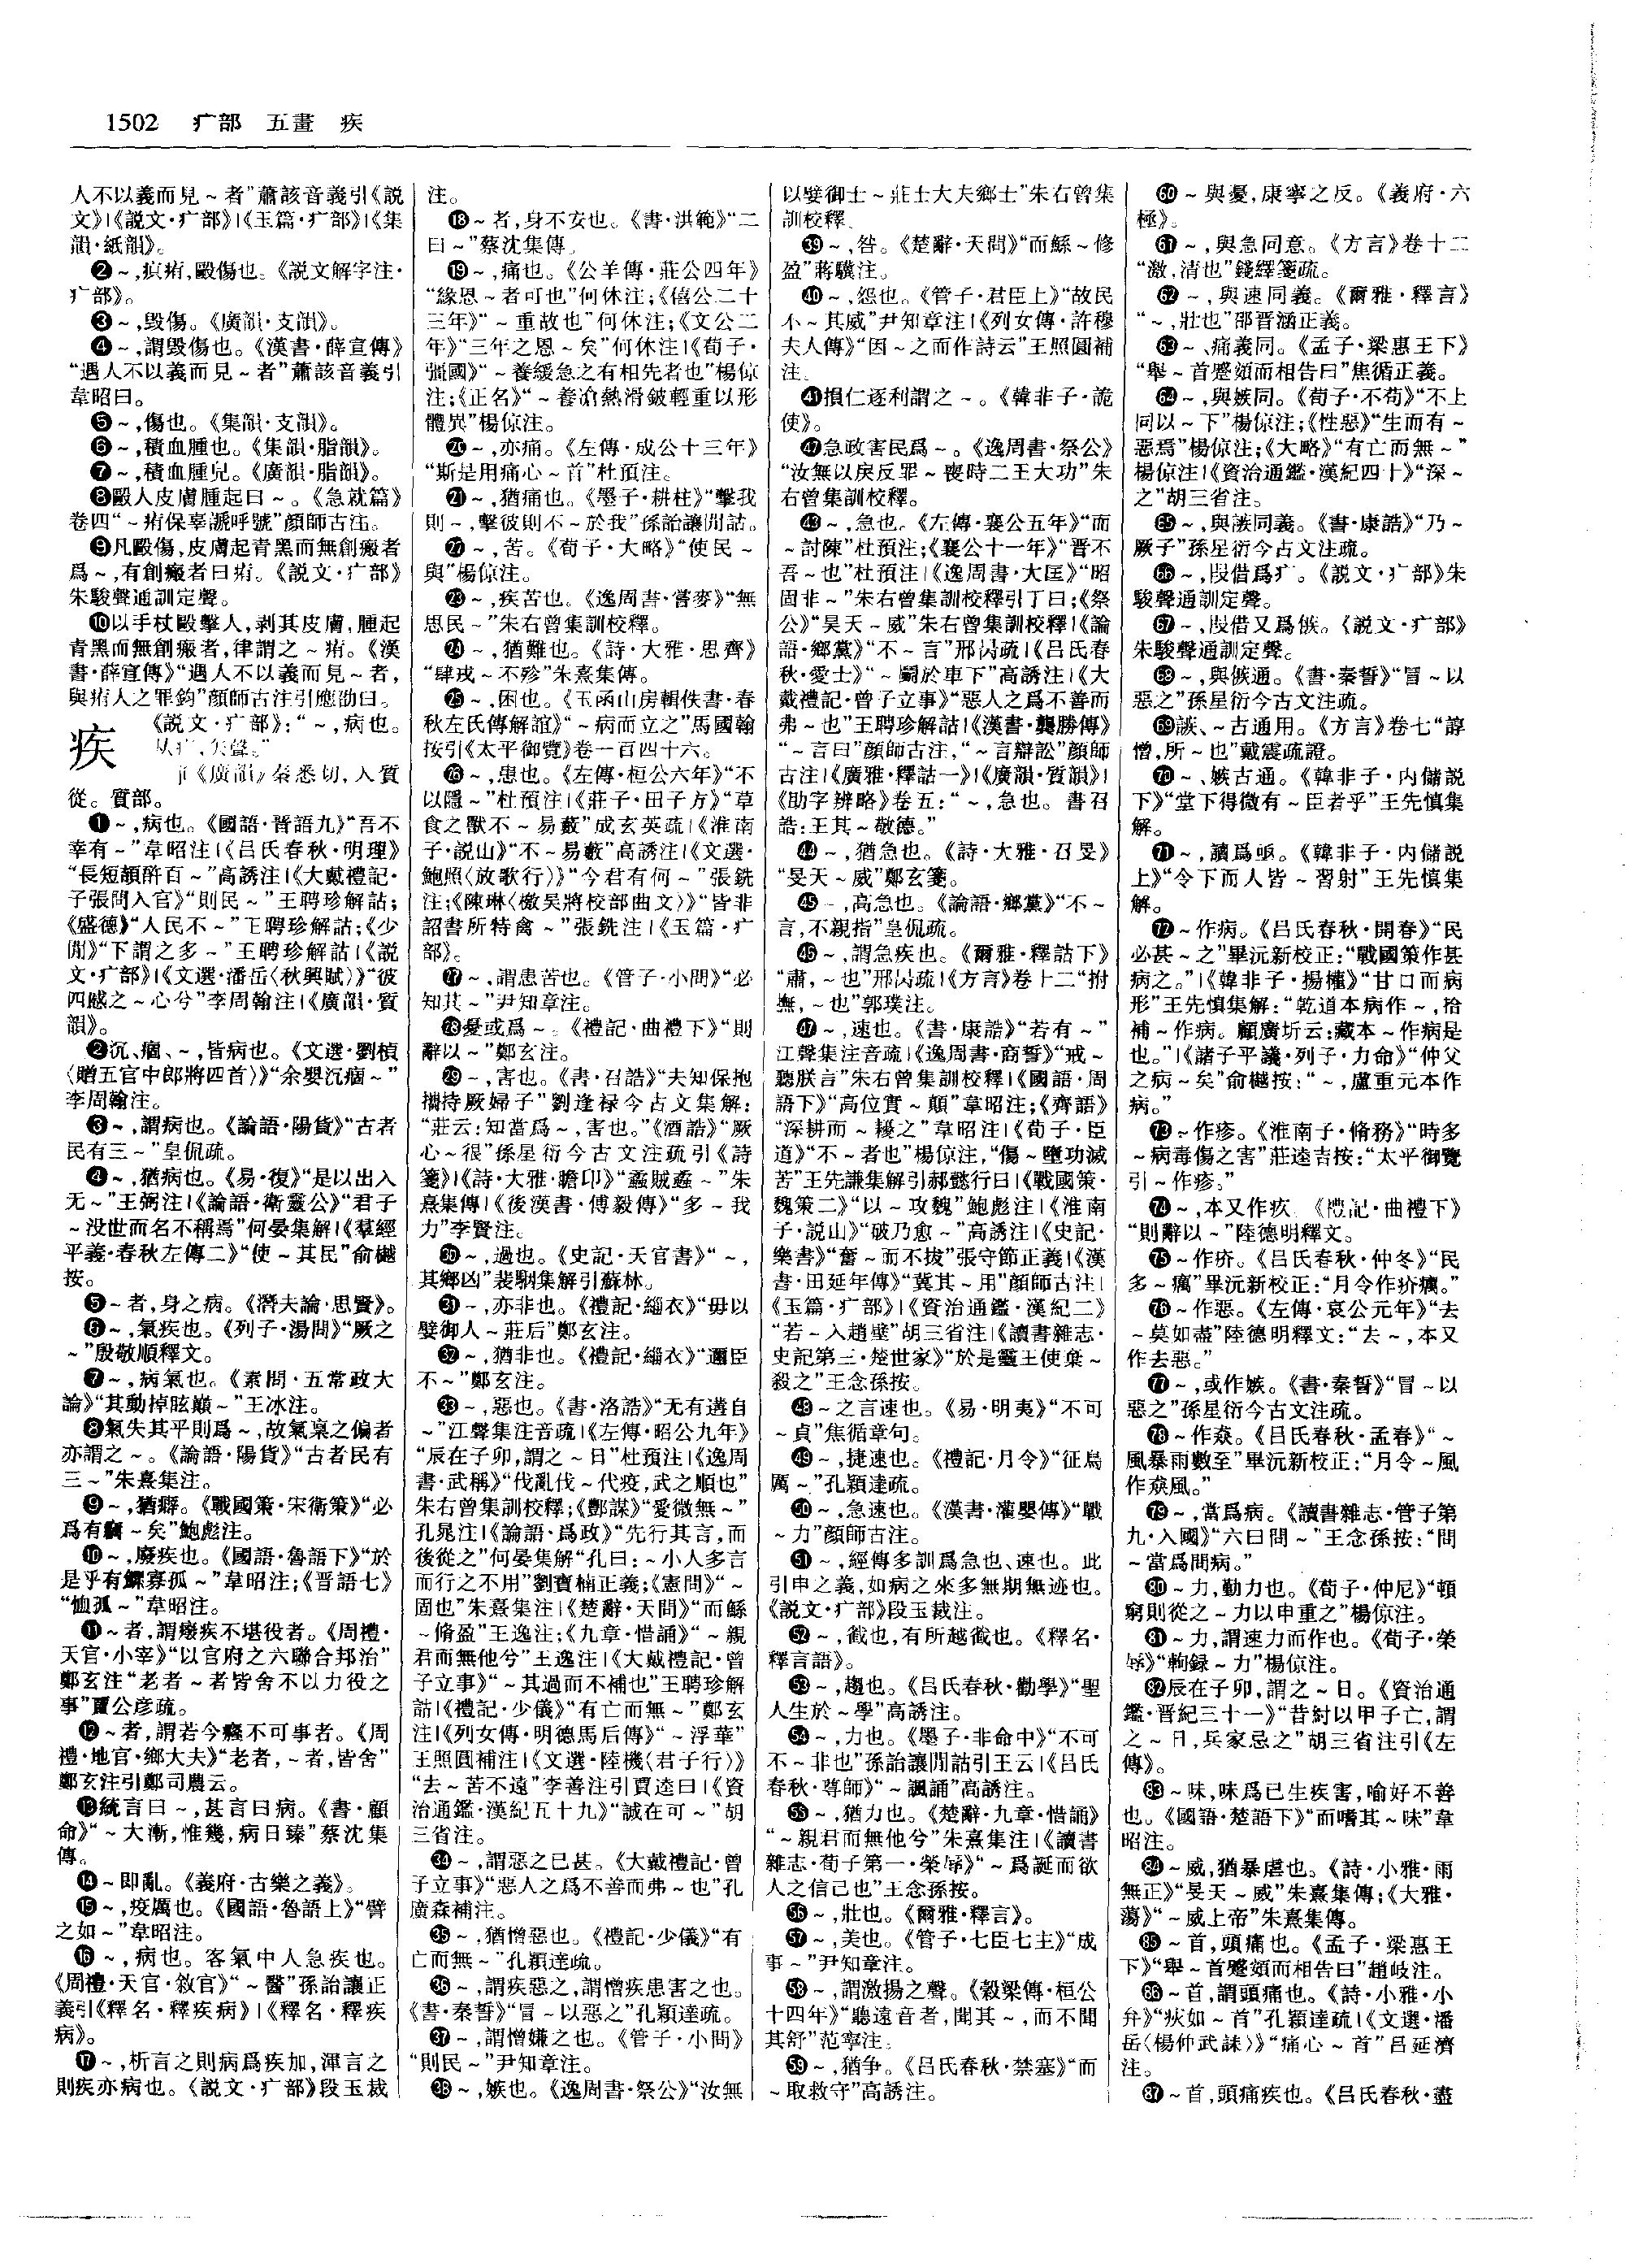 1502 疒部 五畫 疾
人不以義而見～者”蕭該音義引《説
文》|《説文·疒部》|《玉篇·疒部》|《集
韻·紙韻》。
❷～,痕痏,毆傷也。《説文解字注·
疒部》。
❸～,毀傷。《廣韻·支韻》。
❹～,謂毀傷也。《漢書·薛宣傳》
“遇人不以義而見～者”蕭該音義引
韋昭曰。
❺～,傷也。《集韻·支韻》。
❻～,積血腫也。《集韻·脂韻》。
❼～,積血腫皃。《廣韻·脂韻》。
❽毆人皮膚腫起曰～。《急就篇》
卷四“～痏保辜謕呼號”顔師古注。
❾凡毆傷,皮膚起青黑而無創瘢者
爲～,有創瘢者曰痏。《説文·疒部》
朱駿聲通訓定聲。
❿以手杖毆擊人,剥其皮膚,腫起
青黑而無創瘢者,律謂之～痏。《漢
書·薛宣傳》“遇人不以義而見～者,
與痏人之罪鈞”顔師古注引應劭曰。
疾 《説文·疒部》:“～,病也。
从疒,矢聲。”
jí《廣韻》秦悉切,入質
從。質部。
❶～,病也。《國語·晋語九》“吾不
幸有～”韋昭注|《吕氏春秋·明理》
“長短頡䣝百～”高誘注|《大戴禮記·
子張問入官》“則民～”王聘珍解詁;
《盛德》“人民不～”王聘珍解詁;《少
閒》“下謂之多～”王聘珍解詁|《説
文·疒部》|《文選·潘岳〈秋興賦〉》“彼
四慼之～心兮”李周翰注|《廣韻·質
韻》。
❷沉、痼、～,皆病也。《文選·劉楨
〈贈五官中郎將四首〉》“余嬰沉痼～”
李周翰注。
❸～,謂病也。《論語·陽貨》“古者
民有三～”皇侃疏。
❹～,猶病也。《易·復》“是以出入
无～”王弼注|《論語·衛靈公》“君子
～没世而名不稱焉”何晏集解|《羣經
平義·春秋左傳二》“使～其民”俞樾
按。
❺～者,身之病。《潛夫論·思賢》。
❻～,氣疾也。《列子·湯問》“厥之
～”殷敬順釋文。
❼～,病氣也。《素問·五常政大
論》“其動掉眩巔～”王冰注。
❽氣失其平則爲～,故氣稟之偏者
亦謂之～。《論語·陽貨》“古者民有
三～”朱熹集注。
❾～,猶癖。《戰國策·宋衛策》“必
爲有竊～矣”鮑彪注。
❿～,廢疾也。《國語·魯語下》“於
是乎有鰥寡孤～”韋昭注;《晋語七》
“恤孤～”韋昭注。
⓫～者,謂癈疾不堪役者。《周禮·
天官·小宰》“以官府之六聯合邦治”
鄭玄注“老者～者皆舍不以力役之
事”賈公彦疏。
⓬～者,謂若今癃不可事者。《周
禮·地官·鄉大夫》“老者,～者,皆舍”
鄭玄注引鄭司農云。
⓭統言曰～,甚言曰病。《書·顧
命》“～大漸,惟幾,病日臻”蔡沈集
傳。
⓮～即亂。《義府·古樂之義》。
⓯～,疫厲也。《國語·魯語上》“譬
之如～”韋昭注。
⓰～,病也。客氣中人急疾也。
《周禮·天官·敘官》“～醫”孫詒讓正
義引《釋名·釋疾病》|《釋名·釋疾
病》。
⓱～,析言之則病爲疾加,渾言之
則疾亦病也。《説文·疒部》段玉裁
注。
⓲～者,身不安也。《書·洪範》“二
曰～”蔡沈集傳。
⓳～,痛也。《公羊傳·莊公四年》
“緣恩～者可也”何休注;《僖公二十
三年》“～重故也”何休注;《文公二
年》“三年之恩～矣”何休注|《荀子·
彊國》“～養緩急之有相先者也”楊倞
注;《正名》“～養凔熱滑鈹輕重以形
體異”楊倞注。
⓴～,亦痛。《左傳·成公十三年》
“斯是用痛心～首”杜預注。
㉑～,猶痛也。《墨子·耕柱》“擊我
則～,擊彼則不～於我”孫詒讓閒詁。
㉒～,苦。《荀子·大略》“使民～
與”楊倞注。
㉓～,疾苦也。《逸周書·嘗麥》“無
思民～”朱右曾集訓校釋。
㉔～,猶難也。《詩·大雅·思齊》
“肆戎～不殄”朱熹集傳。
㉕～,困也。《玉函山房輯佚書·春
秋左氏傳解誼》“～病而立之”馬國翰
按引《太平御覽》卷一百四十六。
㉖～,患也。《左傳·桓公六年》“不
以隱～”杜預注|《莊子·田子方》“草
食之獸不～易藪”成玄英疏|《淮南
子·説山》“不～易藪”高誘注|《文選·
鮑照〈放歌行〉》“今君有何～”張銑
注;《陳琳〈檄吴將校部曲文〉》“皆非
詔書所特禽～”張銑注|《玉篇·疒
部》。
㉗～,謂患苦也。《管子·小問》“必
知其～”尹知章注。
㉘憂或爲～。《禮記·曲禮下》“則
辭以～”鄭玄注。
㉙～,害也。《書·召誥》“夫知保抱
攜持厥婦子”劉逢禄今古文集解:
“莊云:知當爲～,害也。”《酒誥》“厥
心～很”孫星衍今古文注疏引《詩
箋》|《詩·大雅·瞻卬》“蟊賊蟊～”朱
熹集傳|《後漢書·傅毅傳》“多～我
力”李賢注。
㉚～,過也。《史記·天官書》“～,
其鄉凶”裴駰集解引蘇林。
㉛～,亦非也。《禮記·緇衣》“毋以
嬖御人～莊后”鄭玄注。
㉜～,猶非也。《禮記·緇衣》“邇臣
不～”鄭玄注。
㉝～,惡也。《書·洛誥》“无有遘自
～”江聲集注音疏|《左傳·昭公九年》
“辰在子卯,謂之～日”杜預注|《逸周
書·武稱》“伐亂伐～伐疫,武之順也”
朱右曾集訓校釋;《酆謀》“愛微無～”
孔晁注|《論語·爲政》“先行其言,而
後從之”何晏集解“孔曰:～小人多言
而行之不周”劉寶楠正義;《憲問》“～
固也”朱熹集注|《楚辭·天問》“而鯀
～脩盈”王逸注;《九章·惜誦》“～親
君而無他兮”王逸注|《大戴禮記·曾
子立事》“～其過而不補也”王聘珍解
詁|《禮記·少儀》“有亡而無～”鄭玄
注|《列女傳·明德馬后傳》“～浮華”
王照圓補注|《文選·陸機〈君子行〉》
“去～苦不遠”李善注引賈逵曰|《資
治通鑑·漢紀五十九》“誠在可～”胡
三省注。
㉞～,謂惡之已甚。《大戴禮記·曾
子立事》“惡人之爲不善而弗～也”孔
廣森補注。
㉟～,猶憎惡也。《禮記·少儀》“有
亡而無～”孔穎達疏。
㊱～,謂疾惡之,謂憎疾患害之也。
《書·秦誓》“冒～以惡之”孔穎達疏。
㊲～,謂憎嫌之也。《管子·小問》
“則民～”尹知章注。
㊳～,嫉也。《逸周書·祭公》“汝無
以嬖御士～莊士大夫鄉士”朱右曾集
訓校釋。
㊴～,咎。《楚辭·天問》“而鯀～修
盈”蔣驥注。
㊵～,怨也。《管子·君臣上》“故民
不～其威”尹知章注|《列女傳·許穆
夫人傳》“因～之而作詩云”王照圓補
注。
㊶損仁逐利謂之～。《韓非子·詭
使》。
㊷急政害民爲～。《逸周書·祭公》
“汝無以戾反罪～喪時二王大功”朱
右曾集訓校釋。
㊸～,急也。《左傳·襄公五年》“而
～討陳”杜預注;《襄公十一年》“晋不
吾～也”杜預注|《逸周書·大匡》“昭
固非～”朱右曾集訓校釋引丁曰;《祭
公》“昊天～威”朱右曾集訓校釋|《論
語·鄉黨》“不～言”邢昺疏|《吕氏春
秋·愛士》“～鬭於車下”高誘注|《大
戴禮記·曾子立事》“惡人之爲不善而
弗～也”王聘珍解詁|《漢書·龔勝傳》
“～言曰”顔師古注,“～言辯訟”顔師
古注|《廣雅·釋詁一》|《廣韻·質韻》|
《助字辨略》卷五:“～,急也。書召
誥:王其～敬德。”
㊹～,猶急也。《詩·大雅·召旻》
“旻天～威”鄭玄箋。
㊺～,高急也。《論語·鄉黨》“不～
言,不親指”皇侃疏。
㊻～,謂急疾也。《爾雅·釋詁下》
“肅,～也”邢昺疏|《方言》卷十二“拊
撫,～也”郭璞注。
㊼～,速也。《書·康誥》“若有～”
江聲集注音疏|《逸周書·商誓》“戒～
聽朕言”朱右曾集訓校釋|《國語·周
語下》“高位實～顛”韋昭注;《齊語》
“深耕而～耰之”韋昭注|《荀子·臣
道》“不～者也”楊倞注,“傷～墮功滅
苦”王先謙集解引郝懿行曰|《戰國策·
魏策二》“以～攻魏”鮑彪注|《淮南
子·説山》“破乃愈～”高誘注|《史記·
樂書》“奮～而不拔”張守節正義|《漢
書·田延年傳》“冀其～用”顔師古注|
《玉篇·疒部》|《資治通鑑·漢紀二》
“若～入趙壁”胡三省注|《讀書雜志·
史記第三·楚世家》“於是靈王使棄～
殺之”王念孫按。
㊽～之言速也。《易·明夷》“不可
～貞”焦循章句。
㊾～,捷速也。《禮記·月令》“征鳥
厲～”孔穎達疏。
㊿～,急速也。《漢書·灌嬰傳》“戰
～力”顔師古注。
51～,經傳多訓爲急也、速也。此
引申之義,如病之來多無期無迹也。
《説文·疒部》段玉裁注。
52～,截也,有所越截也。《釋名·
釋言語》。
53～,趨也。《吕氏春秋·勸學》“聖
人生於～學”高誘注。
54～,力也。《墨子·非命中》“不可
不～非也”孫詒讓閒詁引王云|《吕氏
春秋·尊師》“～諷誦”高誘注。
55～,猶力也。《楚辭·九章·惜誦》
“～親君而無他兮”朱熹集注|《讀書
雜志·荀子第一·榮辱》“～爲誕而欲
人之信己也”王念孫按。
56～,壯也。《爾雅·釋言》。
57～,美也。《管子·七臣七主》“成
事～”尹知章注。
58～,謂激揚之聲。《穀梁傳·桓公
十四年》“聽遠音者,聞其～,而不聞
其舒”范寧注。
59～,猶争。《吕氏春秋·禁塞》“而
～取救守”高誘注。
60～與憂,康寧之反。《義府·六
極》。
61～,與急同意。《方言》卷十二
“激,清也”錢繹箋疏。
62～,與速同義。《爾雅·釋言》
“～,壯也”邵晋涵正義。
63～、痛義同。《孟子·梁惠王下》
“舉～首蹙頞而相告曰”焦循正義。
64～,與嫉同。《荀子·不苟》“不上
同以～下”楊倞注;《性惡》“生而有～
惡焉”楊倞注;《大略》“有亡而無～”
楊倞注|《資治通鑑·漢紀四十》“深～
之”胡三省注。
65～,與𧫶同義。《書·康誥》“乃～
厥子”孫星衍今古文注疏。
66～,叚借爲疒。《説文·疒部》朱
駿聲通訓定聲。
67～,叚借又爲㑵。《説文·疒部》
朱駿聲通訓定聲。
68～,與㑵通。《書·秦誓》“冒～以
惡之”孫星衍今古文注疏。
69𧫶、～古通用。《方言》卷七“諄
憎,所～也”戴震疏證。
70～、嫉古通。《韓非子·内儲説
下》“堂下得微有～臣者乎”王先慎集
解。
71～,讀爲亟。《韓非子·内儲説
上》“令下而人皆～習射”王先慎集
解。
72～作病。《吕氏春秋·開春》“民
必甚～之”畢沅新校正:“戰國策作甚
病之。”|《韓非子·揚權》“甘口而病
形”王先慎集解:“乾道本病作～,拾
補～作病。顧廣圻云:藏本～作病是
也。”|《諸子平議·列子·力命》“仲父
之病～矣”俞樾按:“～,盧重元本作
病。”
73～作疹。《淮南子·脩務》“時多
～病毒傷之害”莊逵吉按:“太平御覽
引～作疹。”
74～,本又作疚。《禮記·曲禮下》
“則辭以～”陸德明釋文。
75～作疥。《吕氏春秋·仲冬》“民
多～癘”畢沅新校正:“月令作疥癘。”
76～作惡。《左傳·哀公元年》“去
～莫如盡”陸德明釋文:“去～,本又
作去惡。”
77～,或作嫉。《書·秦誓》“冒～以
惡之”孫星衍今古文注疏。
78～作猋。《吕氏春秋·孟春》“～
風暴雨數至”畢沅新校正:“月令～風
作猋風。”
79～,當爲病。《讀書雜志·管子第
九·入國》“六曰問～”王念孫按:“問
～當爲問病。”
80～力,勤力也。《荀子·仲尼》“頓
窮則從之～力以申重之”楊倞注。
81～力,謂速力而作也。《荀子·榮
辱》“軥録～力”楊倞注。
82辰在子卯,謂之～日。《資治通
鑑·晋紀三十一》“昔紂以甲子亡,謂
之～日,兵家忌之”胡三省注引《左
傳》。
83～味,味爲已生疾害,喻好不善
也。《國語·楚語下》“而嗜其～味”韋
昭注。
84～威,猶暴虐也。《詩·小雅·雨
無正》“旻天～威”朱熹集傳;《大雅·
蕩》“～威上帝”朱熹集傳。
85～首,頭痛也。《孟子·梁惠王
下》“舉～首蹙頞而相告曰”趙岐注。
86～首,謂頭痛也。《詩·小雅·小
弁》“疢如～首”孔穎達疏|《文選·潘
岳〈楊仲武誄〉》“痛心～首”吕延濟
注。
87～首,頭痛疾也。《吕氏春秋·盡